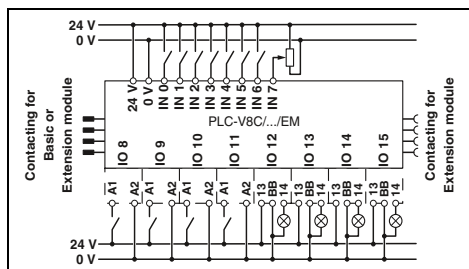 24 V
0 V
24 V
0 V
IN 0
IN 1
IN 2
IN 3
IN 4
IN 5
IN 6
IN 7
Contacting for
Basic or
Extension module
PLC-V8C/.../EM
Contacting for
Extension module
IO 8
IO 9
IO 10
IO 11
IO 12
IO 13
IO 14
IO 15
A1
A2
A1
A2
A1
A2
A1
A2
13
BB
14
13
BB
14
13
BB
14
13
BB
14
24 V
0 V